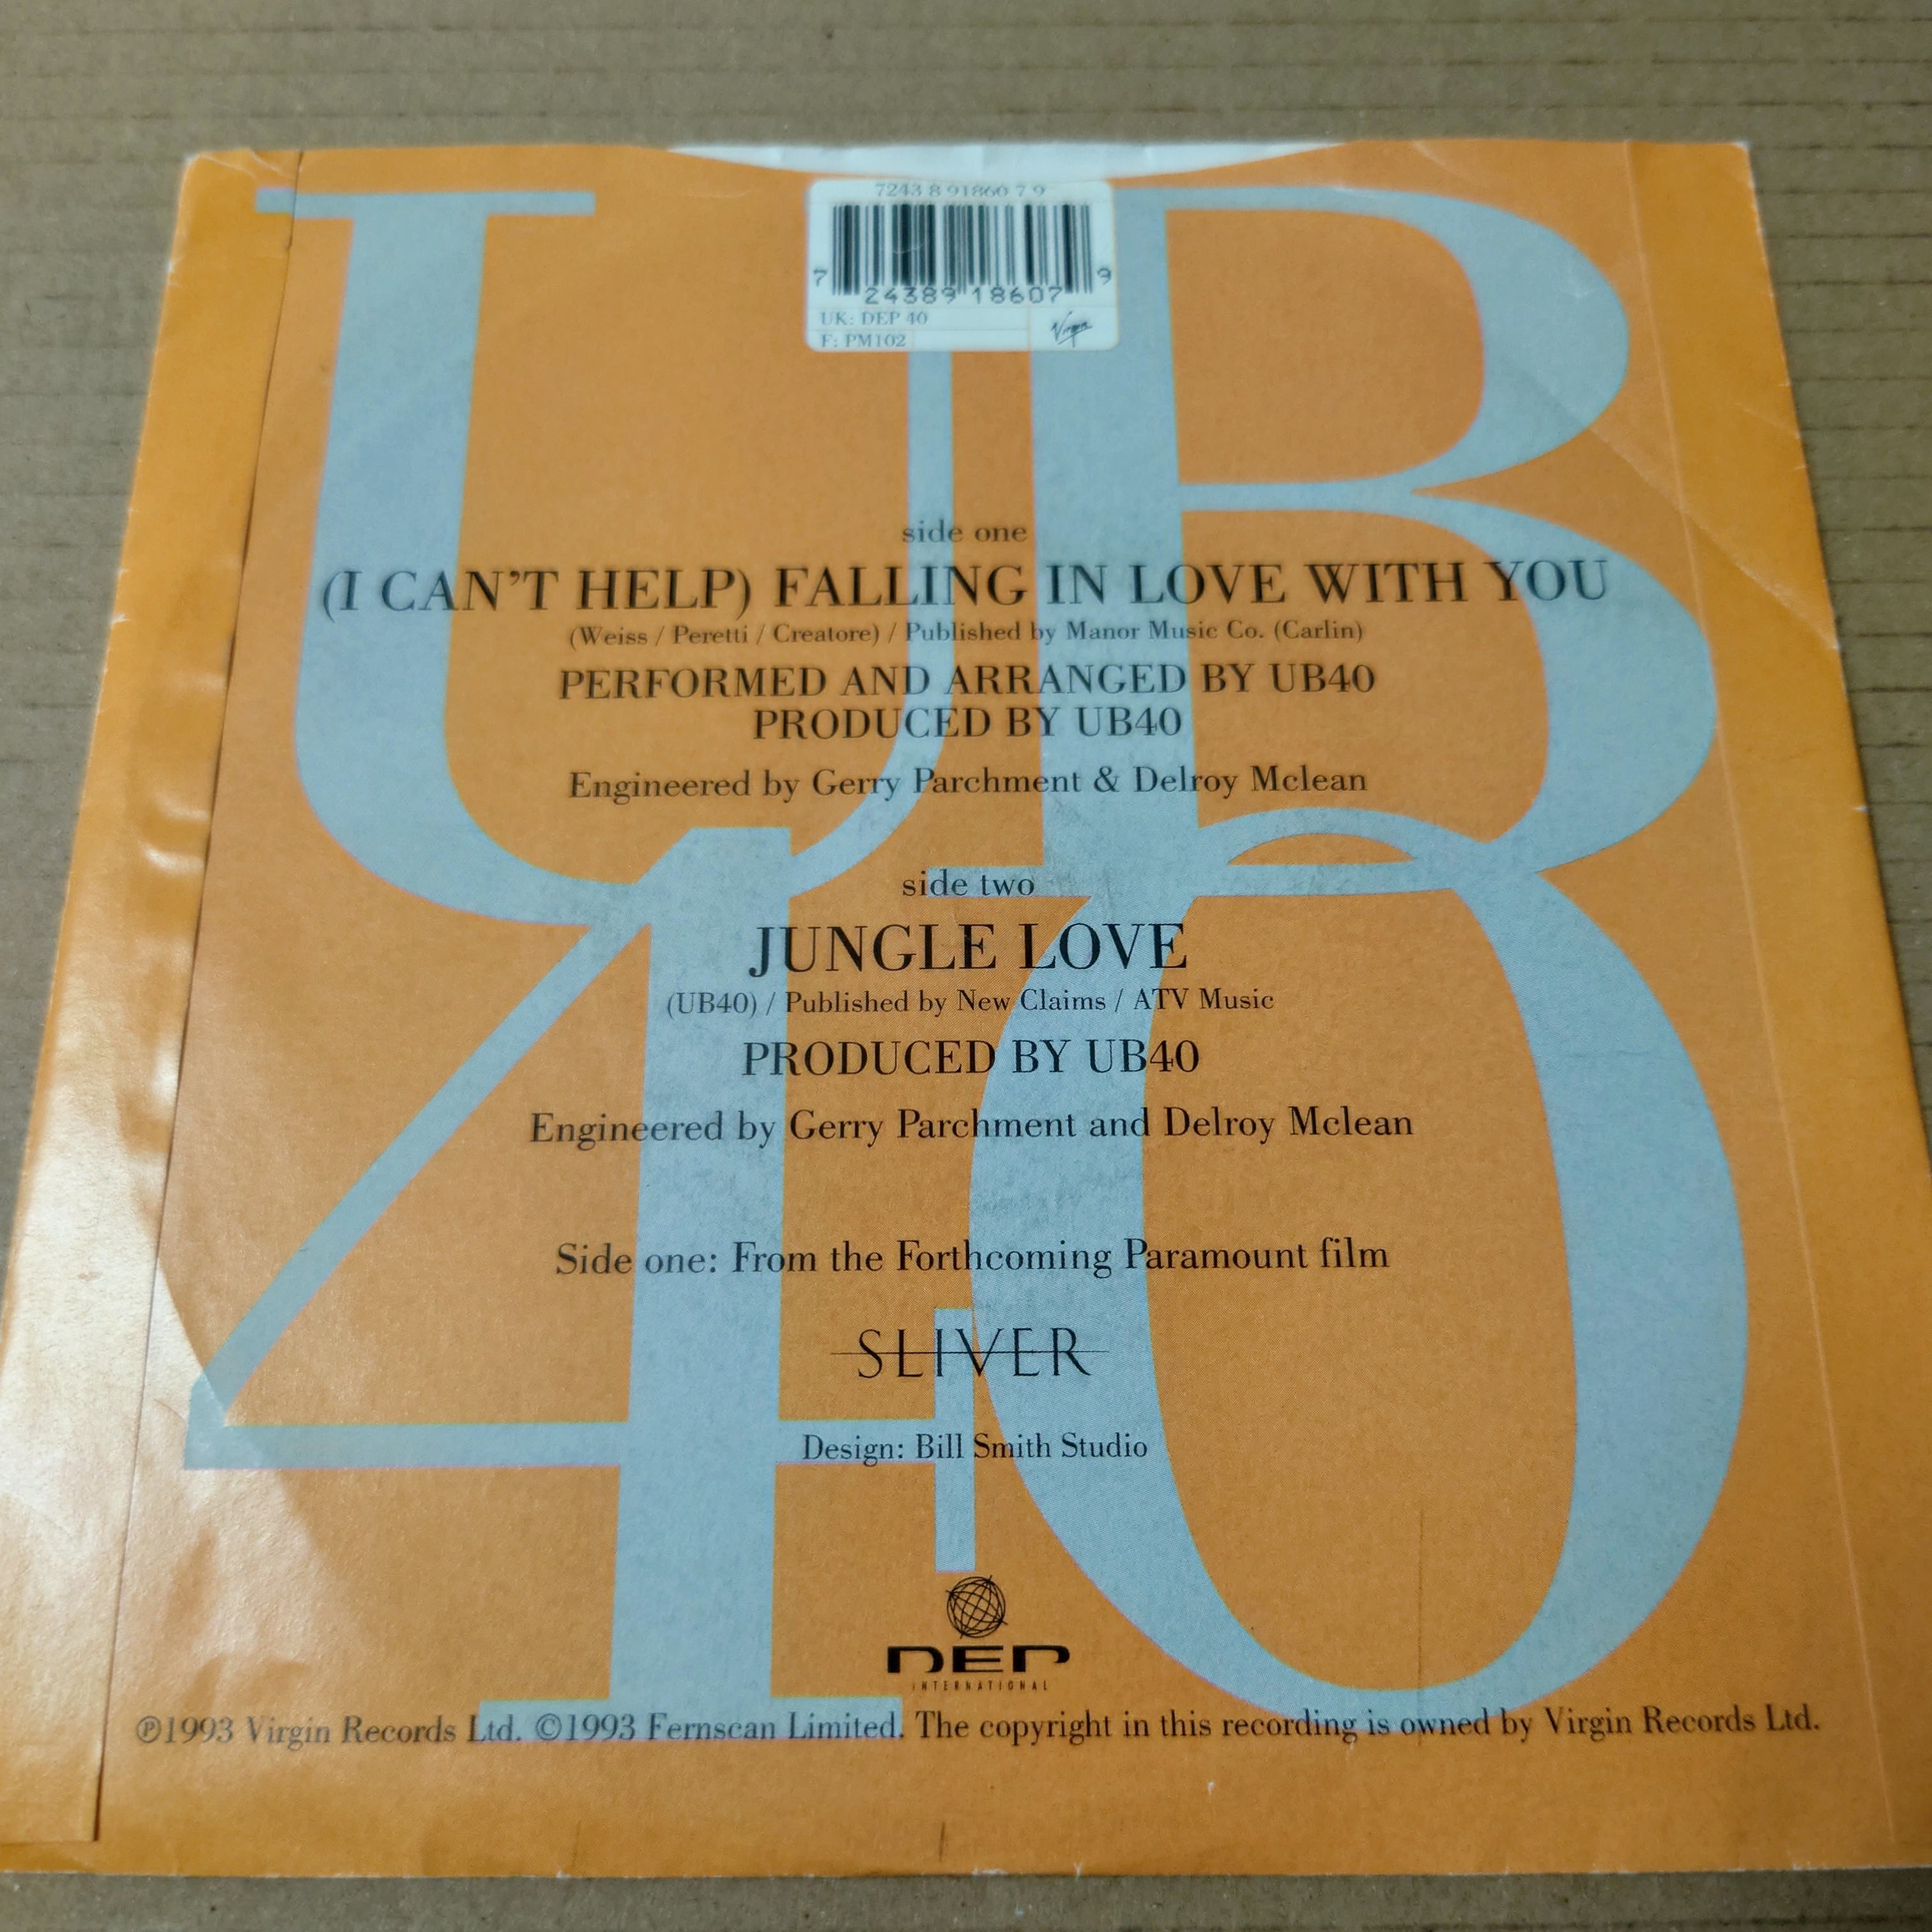 7243 8 91860 7 9
7 24389 18607 9
UK: DEP 40
F: PM102
Virgin
UB
40
side one
(I CAN'T HELP) FALLING IN LOVE WITH YOU
(Weiss / Peretti / Creatore) / Published by Manor Music Co. (Carlin)
PERFORMED AND ARRANGED BY UB40
PRODUCED BY UB40
Engineered by Gerry Parchment & Delroy Mclean
side two
JUNGLE LOVE
(UB40) / Published by New Claims / ATV Music
PRODUCED BY UB40
Engineered by Gerry Parchment and Delroy Mclean
Side one: From the Forthcoming Paramount film
SLIVER
Design: Bill Smith Studio
DEP
INTERNATIONAL
℗1993 Virgin Records Ltd. ©1993 Fernscan Limited. The copyright in this recording is owned by Virgin Records Ltd.